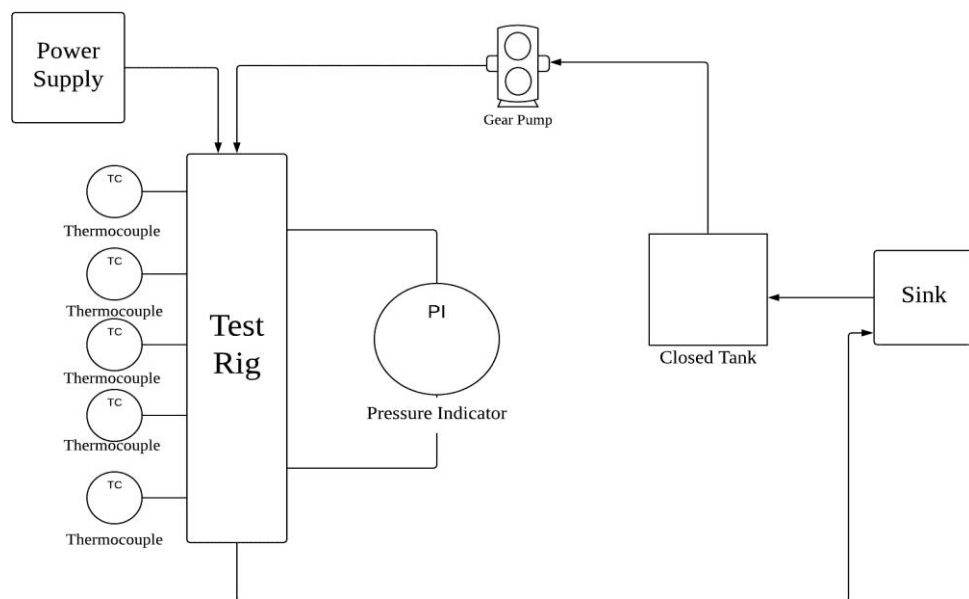 Power
Supply
Gear Pump
TC
Thermocouple
TC
Thermocouple
TC
Thermocouple
TC
Thermocouple
TC
Thermocouple
Test
Rig
PI
Pressure Indicator
Closed Tank
Sink